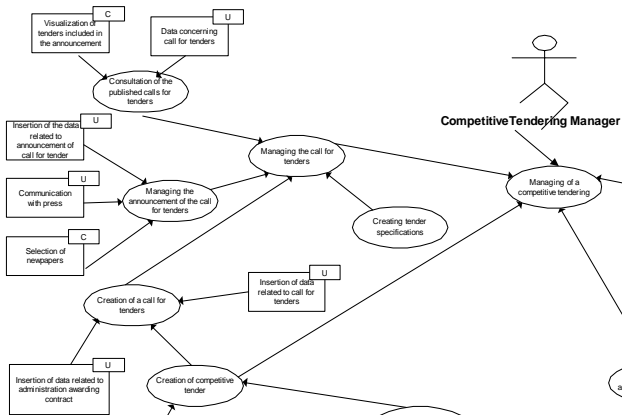 C
Visualization of
tenders included in
the announcement
U
Data concerning
call for tenders
Consultation of the
published calls for
tenders
CompetitiveTendering Manager
U
Insertion of the data
related to
announcement of
call for tender
Managing the call for
tenders
Managing of a
competitive tendering
U
Communication
with press
Managing the
announcement of the call
for tenders
Creating tender
specifications
C
Selection of
newpapers
U
Insertion of data
related to call for
tenders
Creation of a call for
tenders
U
Insertion of data related to
administration awarding
contract
Creation of competitive
tender
a